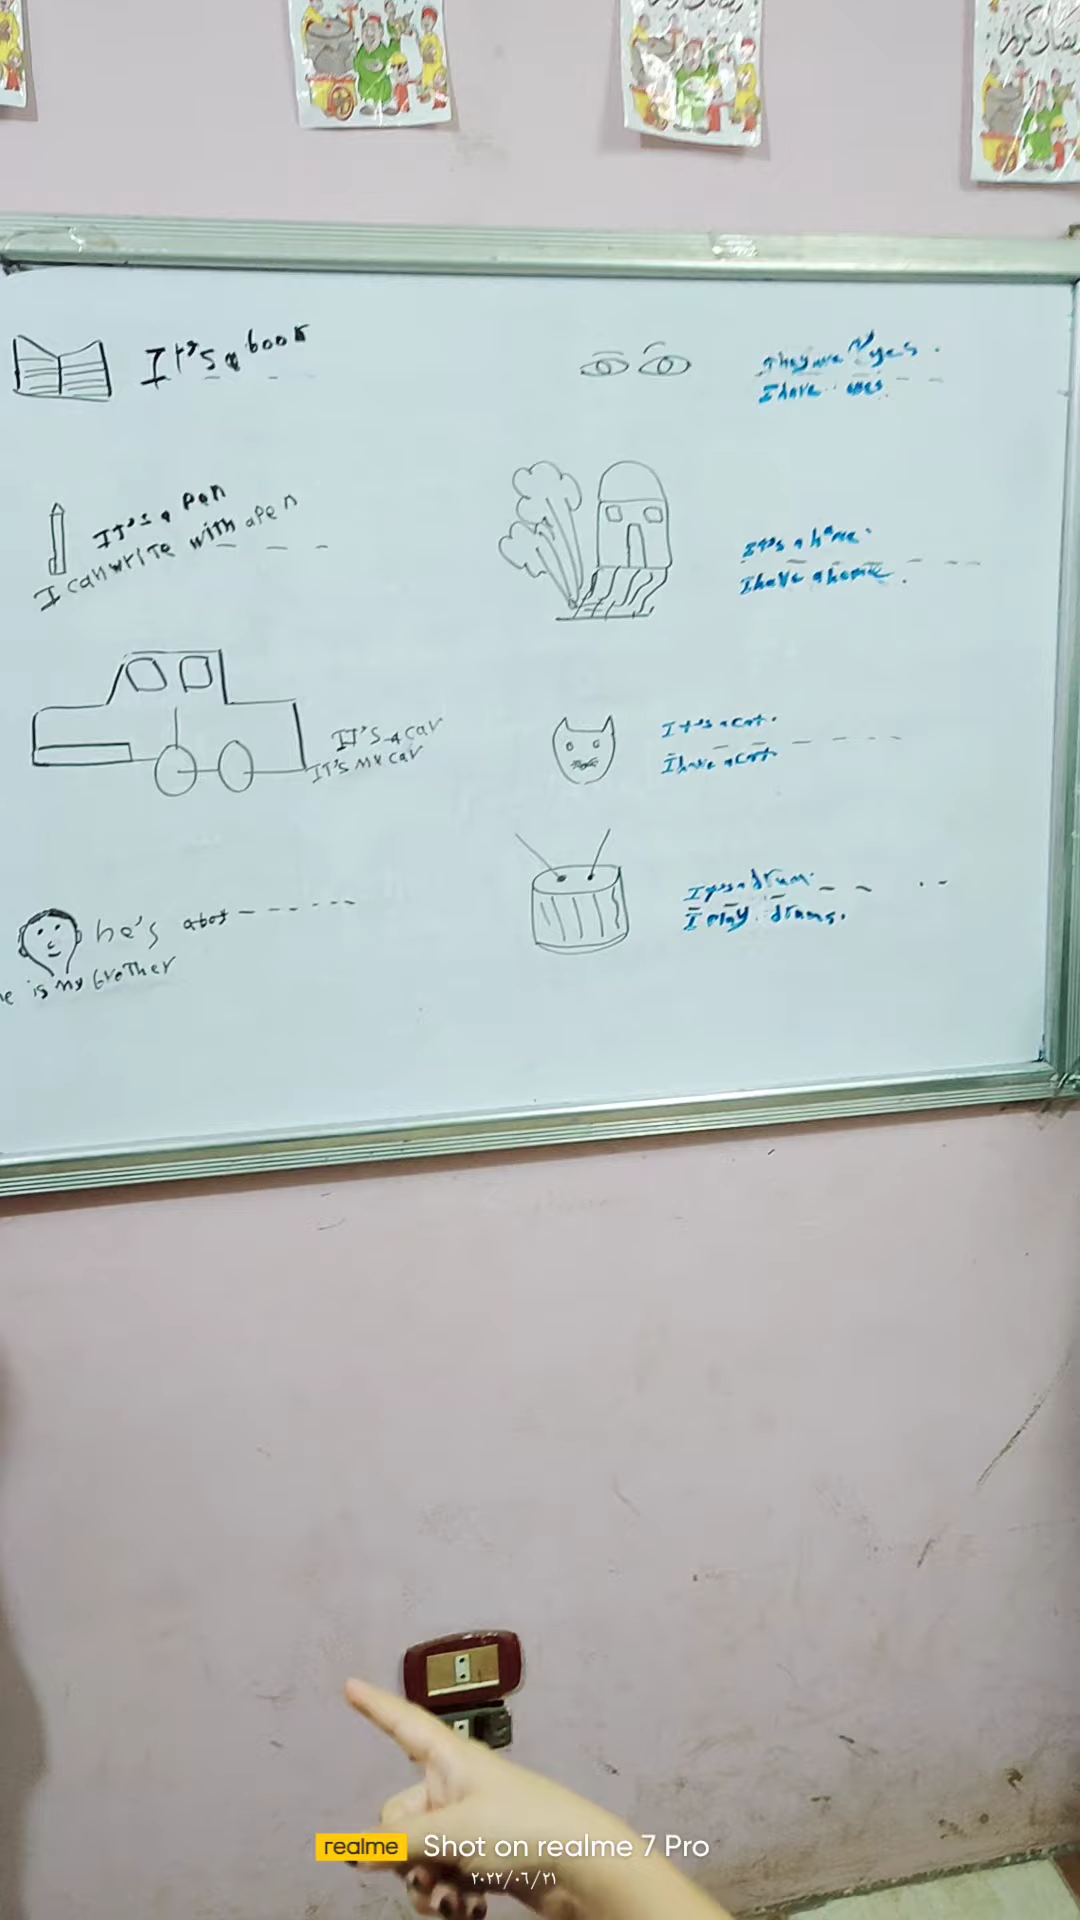 رمضان كريم
It's a book
It's a pen
I can write with a pen
It's a car
It's my car
he's a boy
is my brother
They are eyes.
I have eyes
It's a home.
I have a home.
It's a cat.
I have a cat
It's a drum.
I play drums.
realme Shot on realme 7 Pro
٢٠٢٢/٠٦/٢١